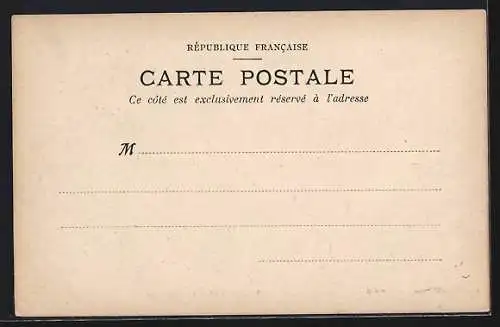 RÉPUBLIQUE FRANÇAISE
CARTE POSTALE
Ce côté est exclusivement réservé à l'adresse
M